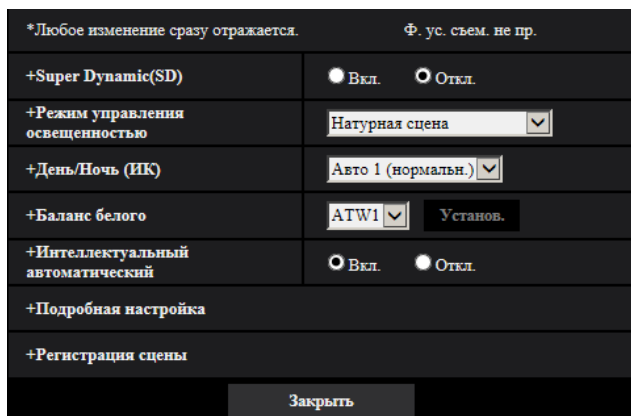 *Любое изменение сразу отражается. Ф. ус. съем. не пр.
+Super Dynamic(SD) Вкл. Откл.
+Режим управления
освещенностью
Натурная сцена
+День/Ночь (ИК) Авто 1 (нормальн.)
+Баланс белого ATW1 Установ.
+Интеллектуальный
автоматический
Вкл. Откл.
+Подробная настройка
+Регистрация сцены
Закрыть